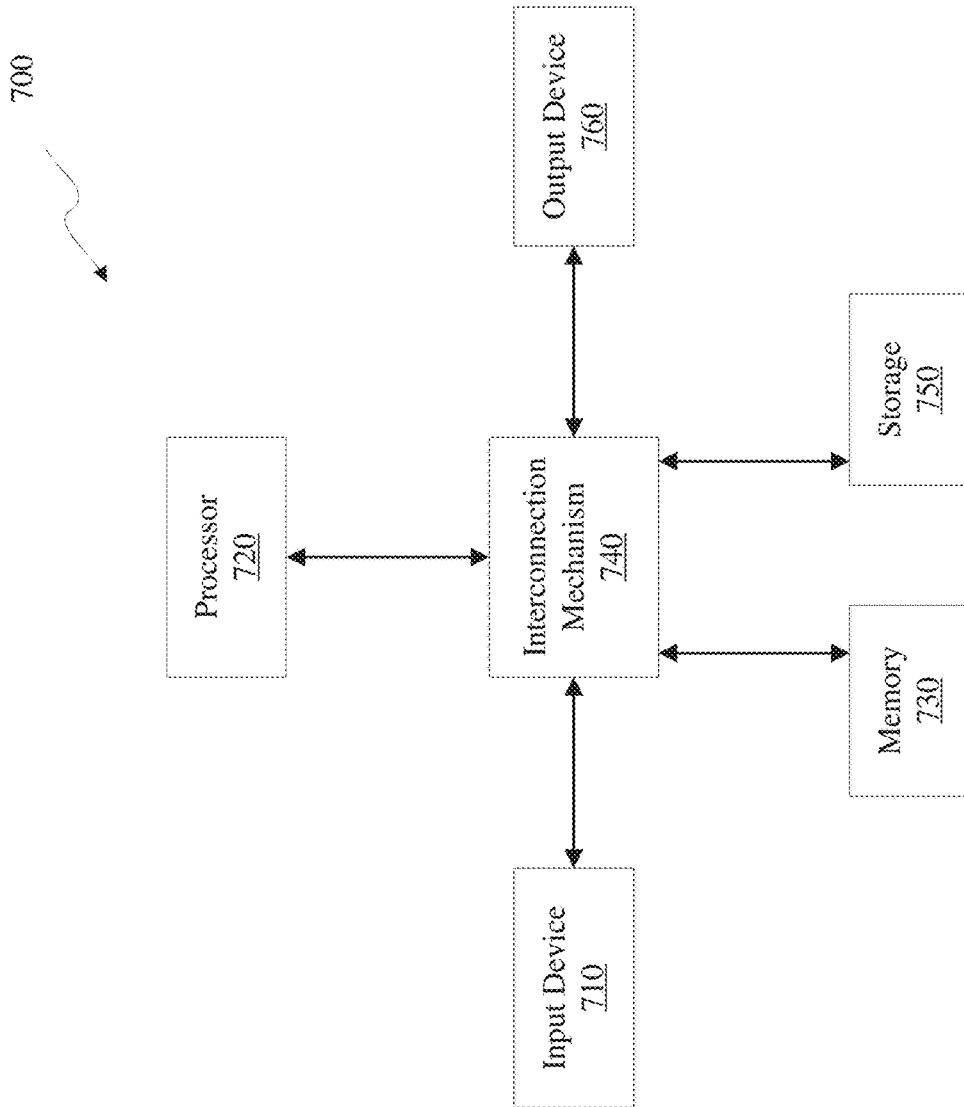 700
Processor
720
Input Device
710
Interconnection
Mechanism
740
Output Device
760
Memory
730
Storage
750